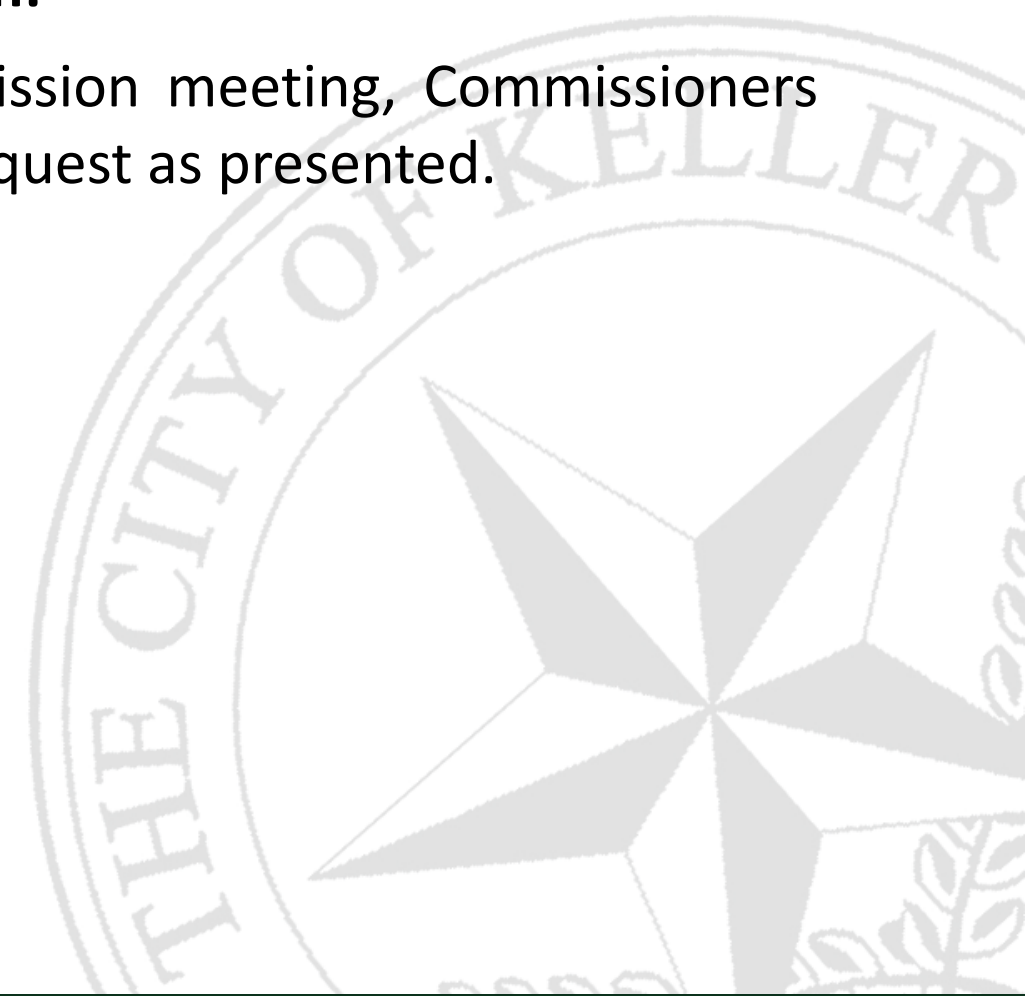 ission meeting, Commissioners
quest as presented.
THE CITY OF KELLER